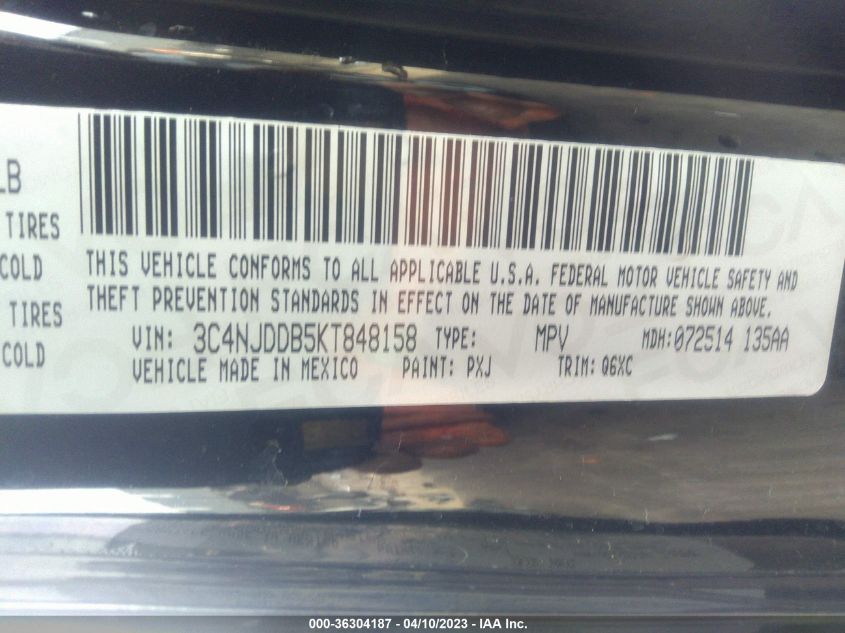 LB
TIRES
COLD
TIRES
COLD
THIS VEHICLE CONFORMS TO ALL APPLICABLE U.S.A. FEDERAL MOTOR VEHICLE SAFETY AND
THEFT PREVENTION STANDARDS IN EFFECT ON THE DATE OF MANUFACTURE SHOWN ABOVE.
VIN: 3C4NJDDB5KT848158 TYPE: MPV MDH:072514 135AA
VEHICLE MADE IN MEXICO PAINT: PXJ TRIM: Q6XC
000-36304187 - 04/10/2023 - IAA Inc.